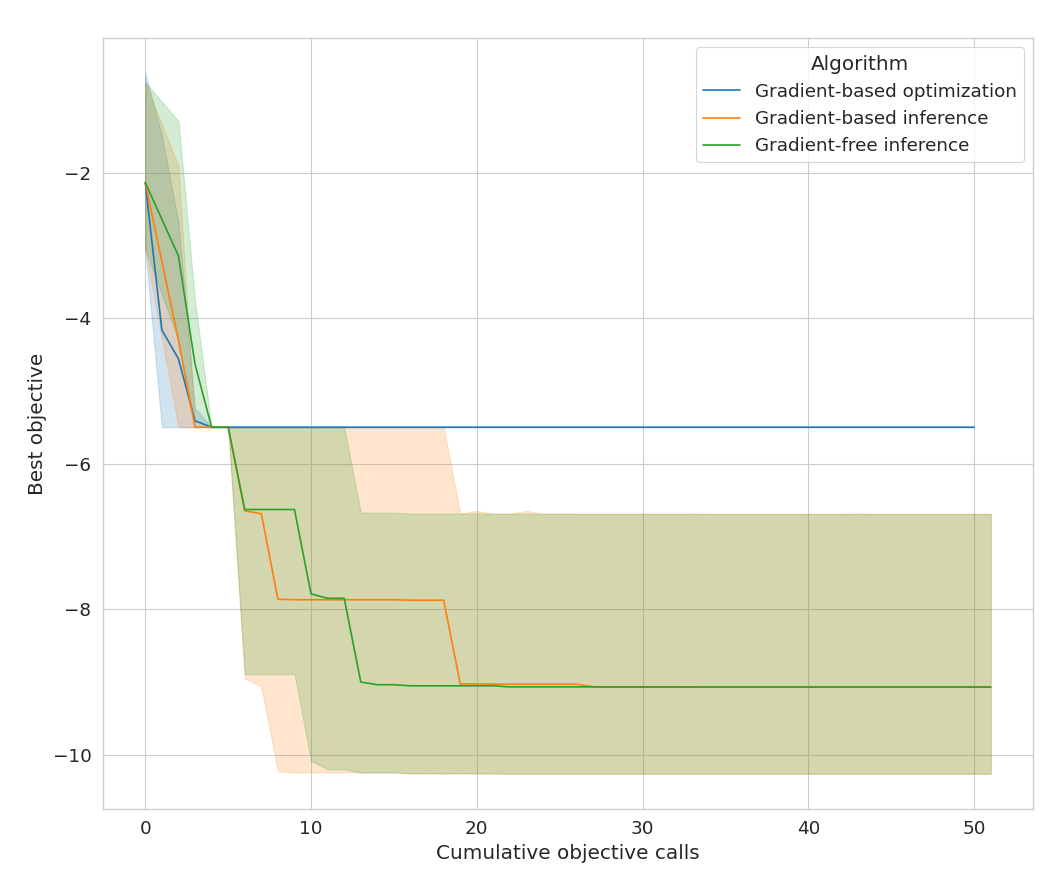 Algorithm
Gradient-based optimization
Gradient-based inference
Gradient-free inference
Best objective
−2
−4
−6
−8
−10
0 10 20 30 40 50
Cumulative objective calls